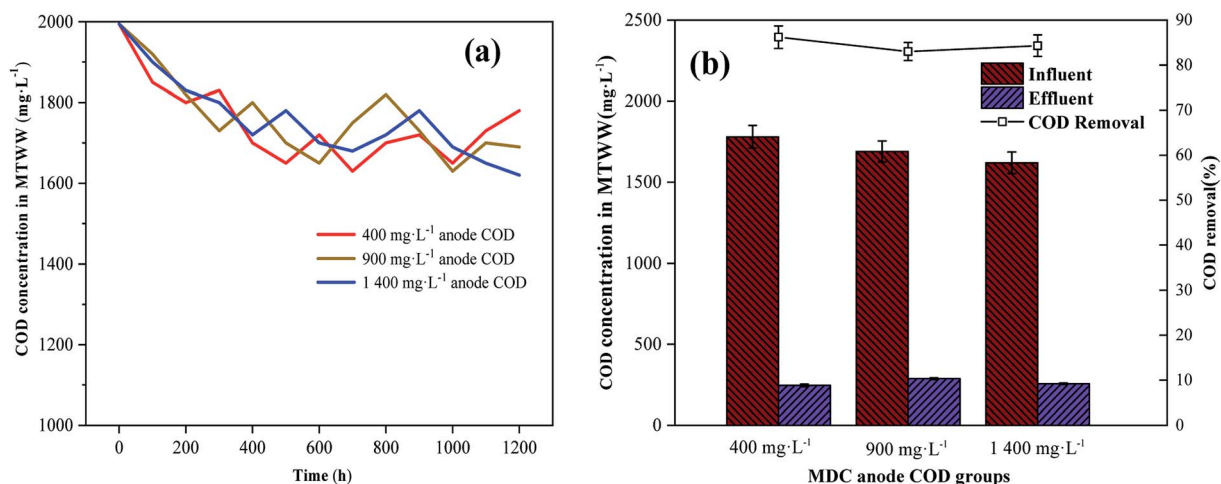 (a)
COD concentration in MTWW (mg·L⁻¹)
2000
1800
1600
1400
1200
1000
400 mg·L⁻¹ anode COD
900 mg·L⁻¹ anode COD
1 400 mg·L⁻¹ anode COD
0
200
400
600
800
1000
1200
Time (h)
(b)
COD concentration in MTWW(mg·L⁻¹)
2500
2000
1500
1000
500
0
Influent
Effluent
COD Removal
90
80
70
60
50
40
30
20
10
0
COD removal(%)
400 mg·L⁻¹
900 mg·L⁻¹
1 400 mg·L⁻¹
MDC anode COD groups